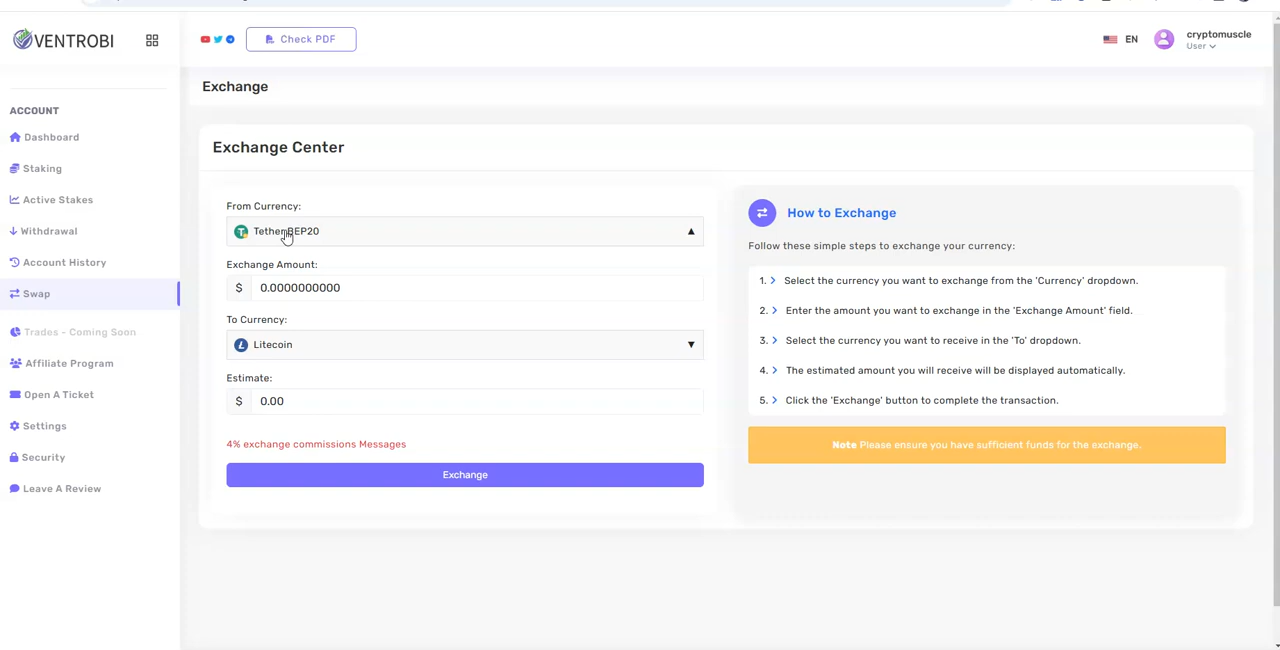 VENTROBI
Check PDF
EN
cryptomuscle
User
Exchange
ACCOUNT
Dashboard
Staking
Active Stakes
Withdrawal
Account History
Swap
Trades - Coming Soon
Affiliate Program
Open A Ticket
Settings
Security
Leave A Review
Exchange Center
From Currency:
TetherBEP20
Exchange Amount:
$ 0.0000000000
To Currency:
Litecoin
Estimate:
$ 0.00
4% exchange commissions Messages
Exchange
How to Exchange
Follow these simple steps to exchange your currency:
1. Select the currency you want to exchange from the 'Currency' dropdown.
2. Enter the amount you want to exchange in the 'Exchange Amount' field.
3. Select the currency you want to receive in the 'To' dropdown.
4. The estimated amount you will receive will be displayed automatically.
5. Click the 'Exchange' button to complete the transaction.
Note Please ensure you have sufficient funds for the exchange.